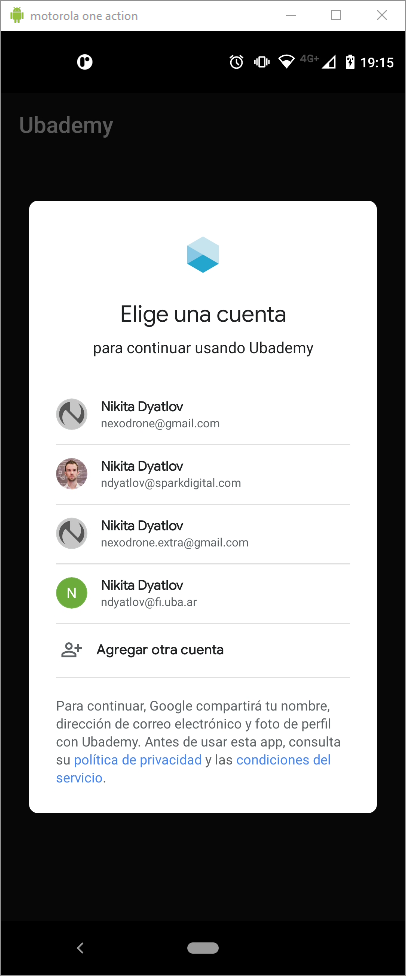 motorola one action
4G+
19:15
Ubademy
Elige una cuenta
para continuar usando Ubademy
Nikita Dyatlov
nexodrone@gmail.com
Nikita Dyatlov
ndyatlov@sparkdigital.com
Nikita Dyatlov
nexodrone.extra@gmail.com
N
Nikita Dyatlov
ndyatlov@fi.uba.ar
Agregar otra cuenta
Para continuar, Google compartirá tu nombre,
dirección de correo electrónico y foto de perfil
con Ubademy. Antes de usar esta app, consulta
su política de privacidad y las condiciones del
servicio.